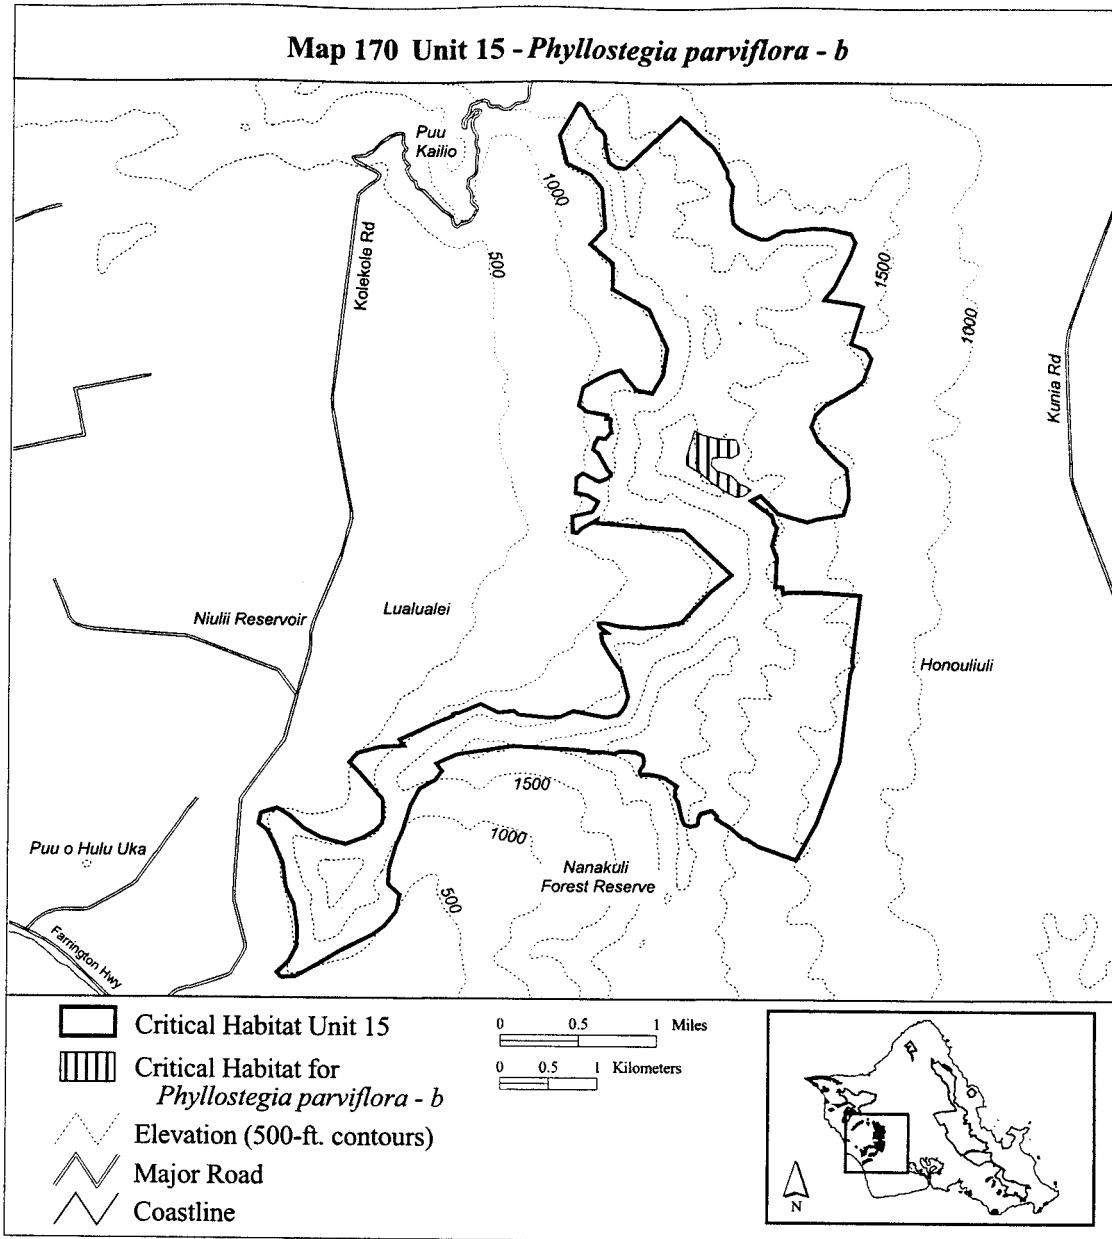 Map 170 Unit 15 - Phyllostegia parviflora - b
Puu
Kailio
1000
500
Kolekole Rd
1500
1000
Kunia Rd
Niulii Reservoir
Lualualei
Honouliuli
1500
1000
Puu o Hulu Uka
Nanakuli
Forest Reserve
500
Farrington Hwy
Critical Habitat Unit 15
Critical Habitat for
Phyllostegia parviflora - b
Elevation (500-ft. contours)
Major Road
Coastline
0 0.5 1 Miles
0 0.5 1 Kilometers
N